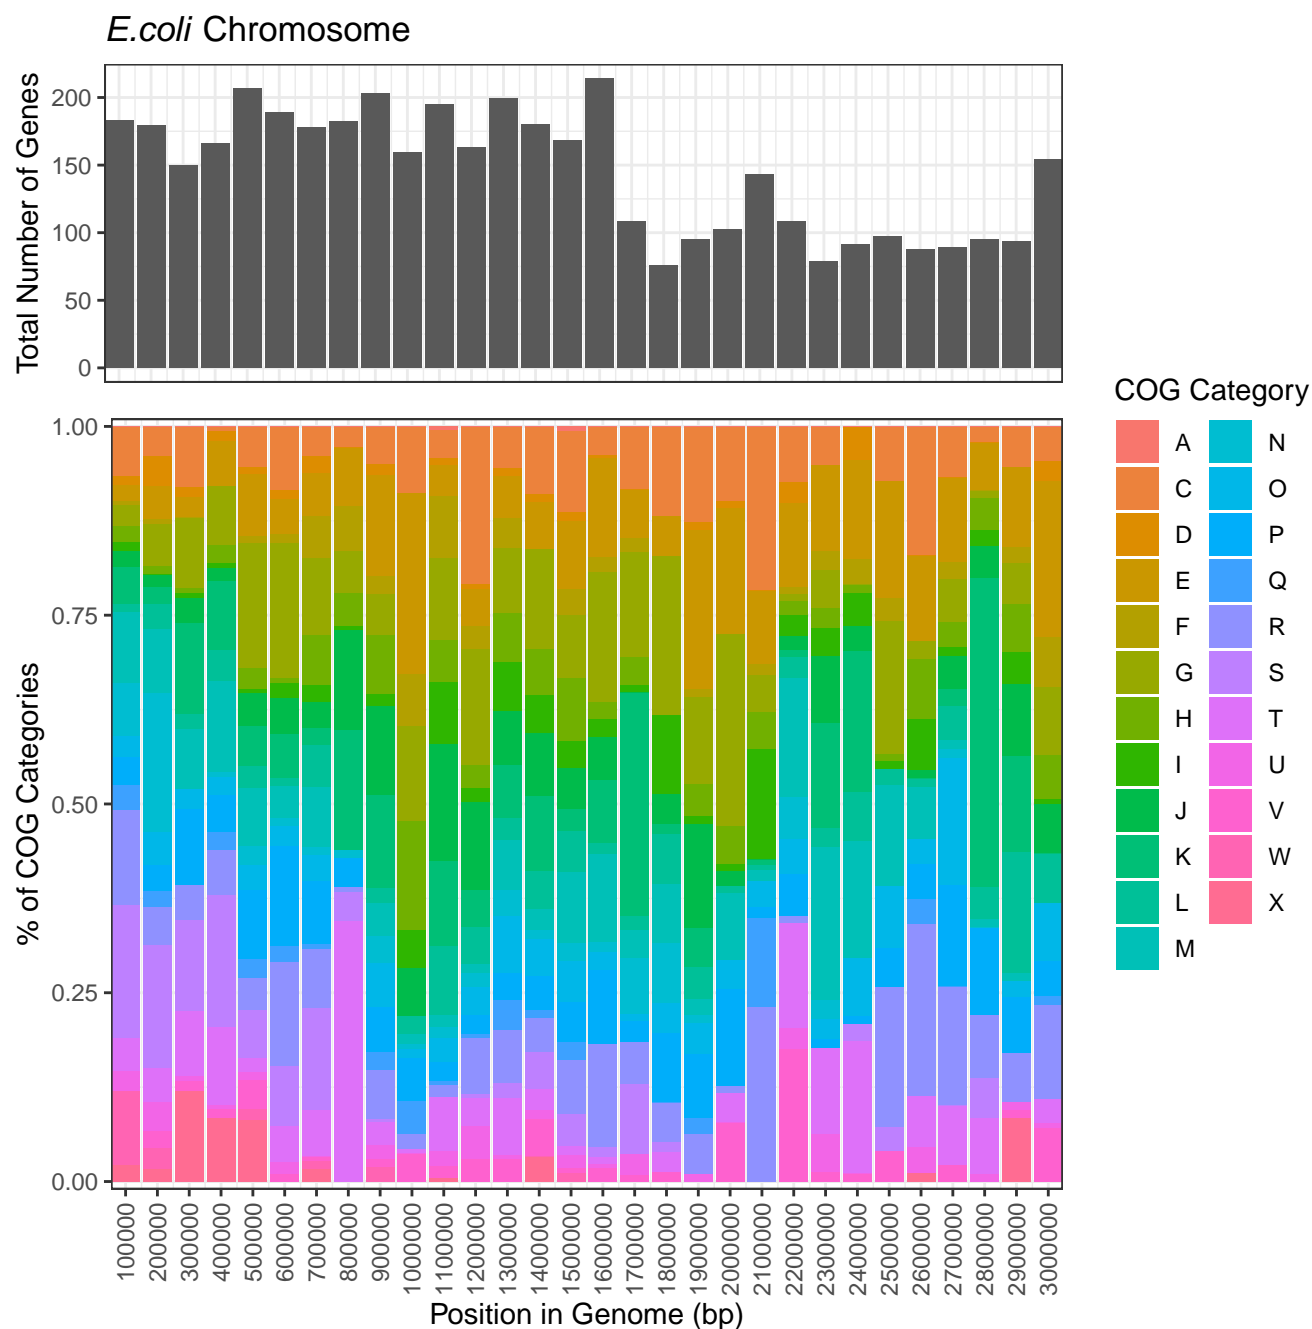 E.coli Chromosome
Total Number of Genes
200
150
100
50
0
% of COG Categories
1.00
0.75
0.50
0.25
0.00
100000
200000
300000
400000
500000
600000
700000
800000
900000
1000000
1100000
1200000
1300000
1400000
1500000
1600000
1700000
1800000
1900000
2000000
2100000
2200000
2300000
2400000
2500000
2600000
2700000
2800000
2900000
3000000
Position in Genome (bp)
COG Category
A
C
D
E
F
G
H
I
J
K
L
M
N
O
P
Q
R
S
T
U
V
W
X